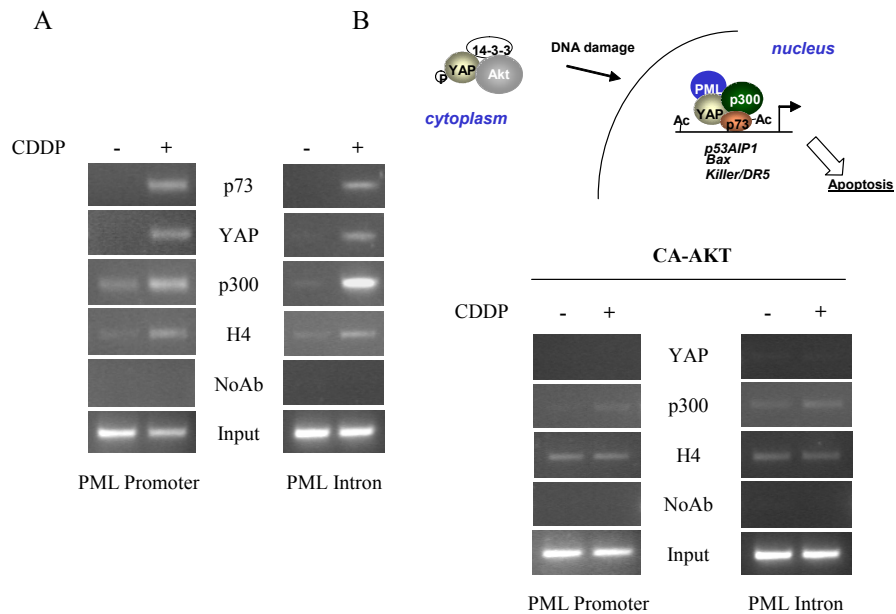 A
CDDP - + - +
p73
YAP
p300
H4
NoAb
Input
PML Promoter PML Intron
B
14-3-3
P YAP Akt
cytoplasm
DNA damage
nucleus
PML p300
YAP
Ac p73 Ac
p53AIP1
Bax
Killer/DR5
Apoptosis
CA-AKT
CDDP - + - +
YAP
p300
H4
NoAb
Input
PML Promoter PML Intron